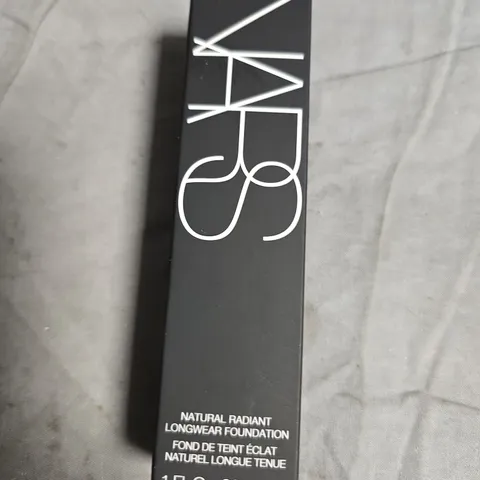 NARS
NATURAL RADIANT
LONGWEAR FOUNDATION
FOND DE TEINT ÉCLAT
NATUREL LONGUE TENUE